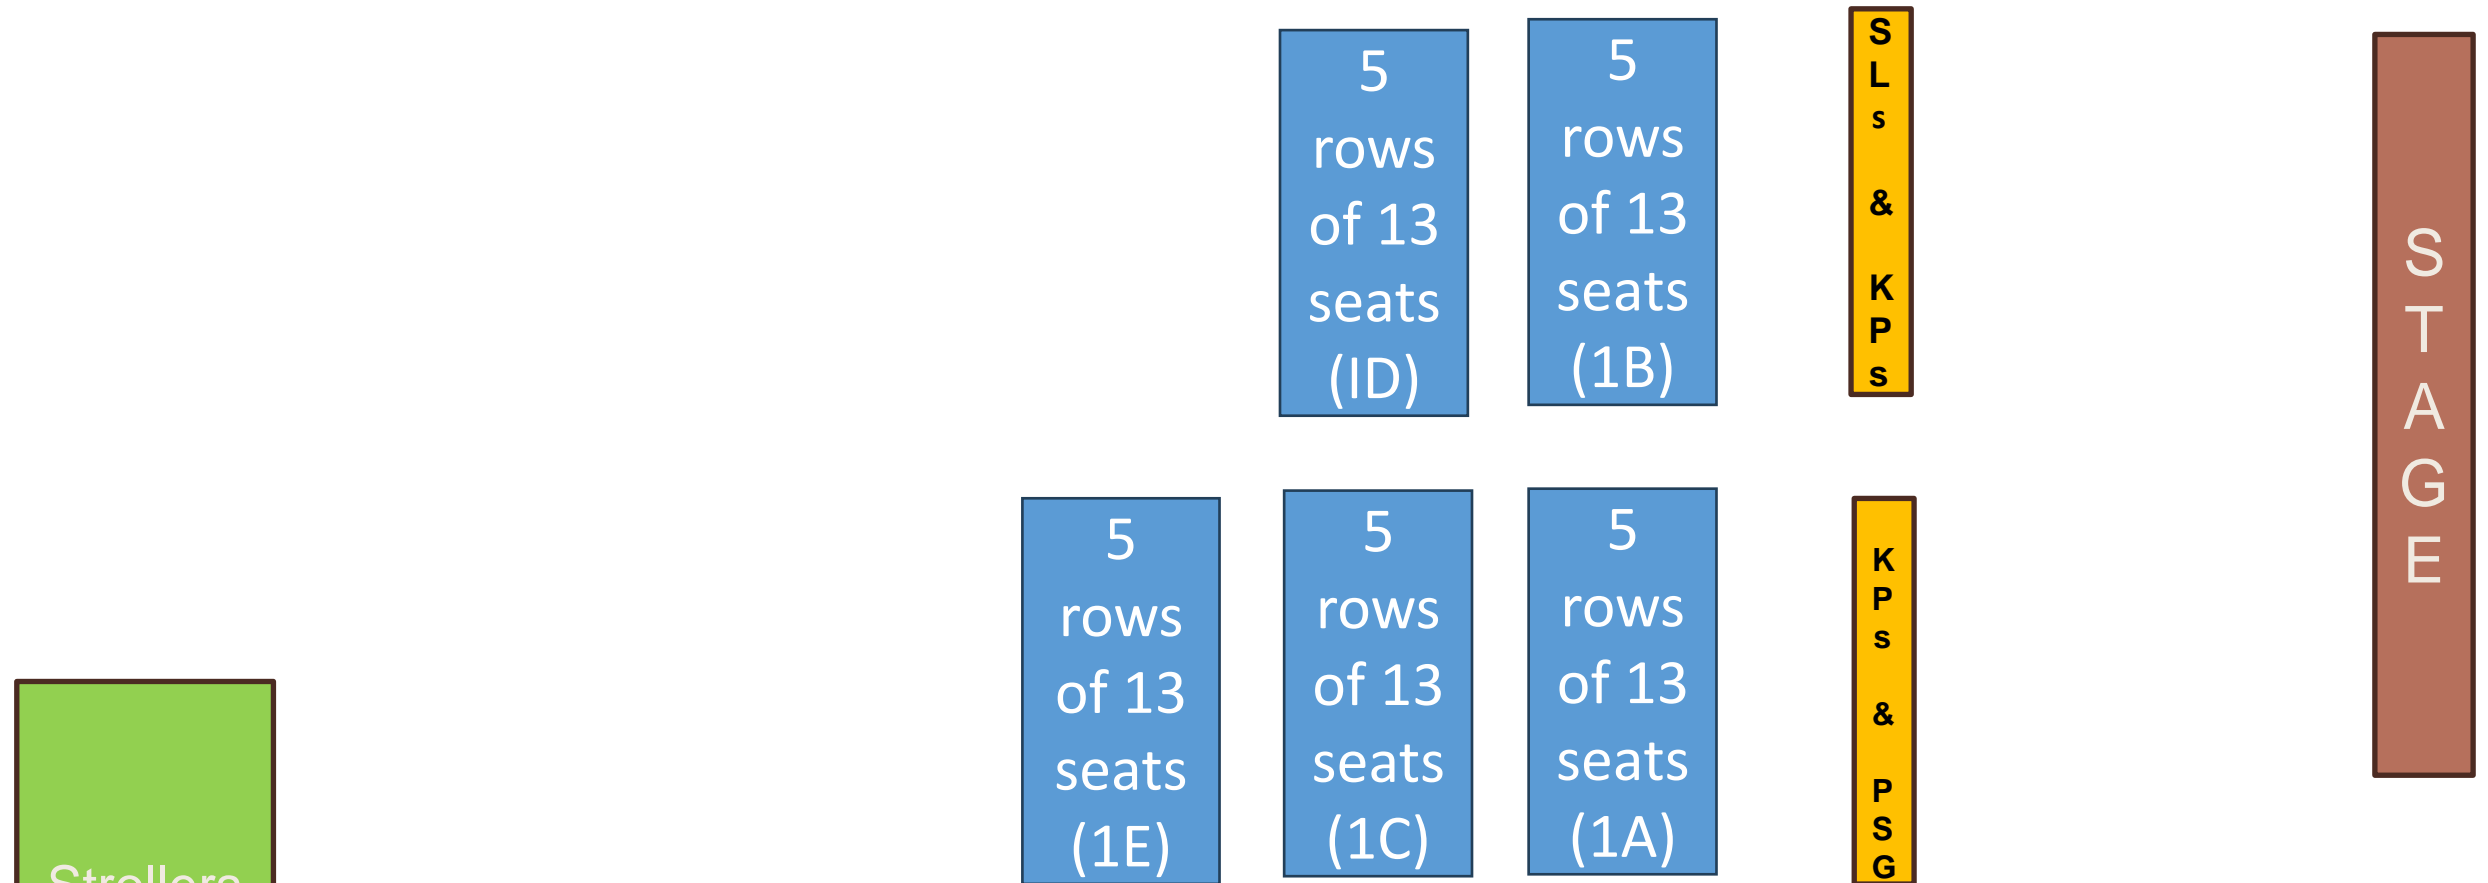 5
rows
of 13
seats
(ID)
5
rows
of 13
seats
(1B)
S
L
s
&
K
P
s
S
T
A
G
E
5
rows
of 13
seats
(1E)
5
rows
of 13
seats
(1C)
5
rows
of 13
seats
(1A)
K
P
s
&
P
S
G
Strollers